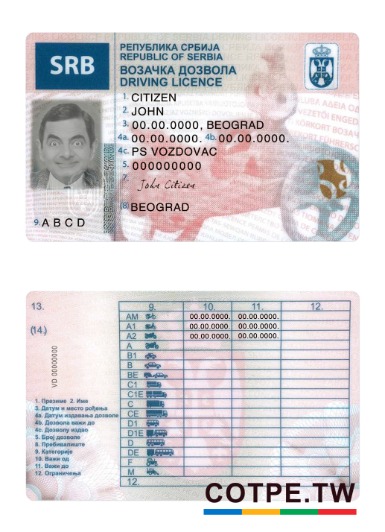 SRB
РЕПУБЛИКА СРБИЈА
REPUBLIC OF SERBIA
ВОЗАЧКА ДОЗВОЛА
DRIVING LICENCE
1. CITIZEN
2. JOHN
3. 00.00.0000, BEOGRAD
4a. 00.00.0000. 4b. 00.00.0000.
4c. PS VOZDOVAC
5. 000000000
7. John Citizen
(8) BEOGRAD
9. A B C D
13.
(14.)
VO 00000000
1. Презиме 2. Име
3. Датум и место рођења
4a. Датум издавања дозволе
4b. Дозвола важи до
4c. Дозволу издао
5. Број дозволе
8. Пребивалиште
9. Категорије
10. Важи од
11. Важи до
12. Ограничења
9. 10. 11. 12.
AM 00.00.0000. 00.00.0000.
A1 00.00.0000. 00.00.0000.
A2 00.00.0000. 00.00.0000.
A
B1
B
BE
C1
C1E
C
CE
D1
D1E
D
DE
F
M
12.
COTPE.TW